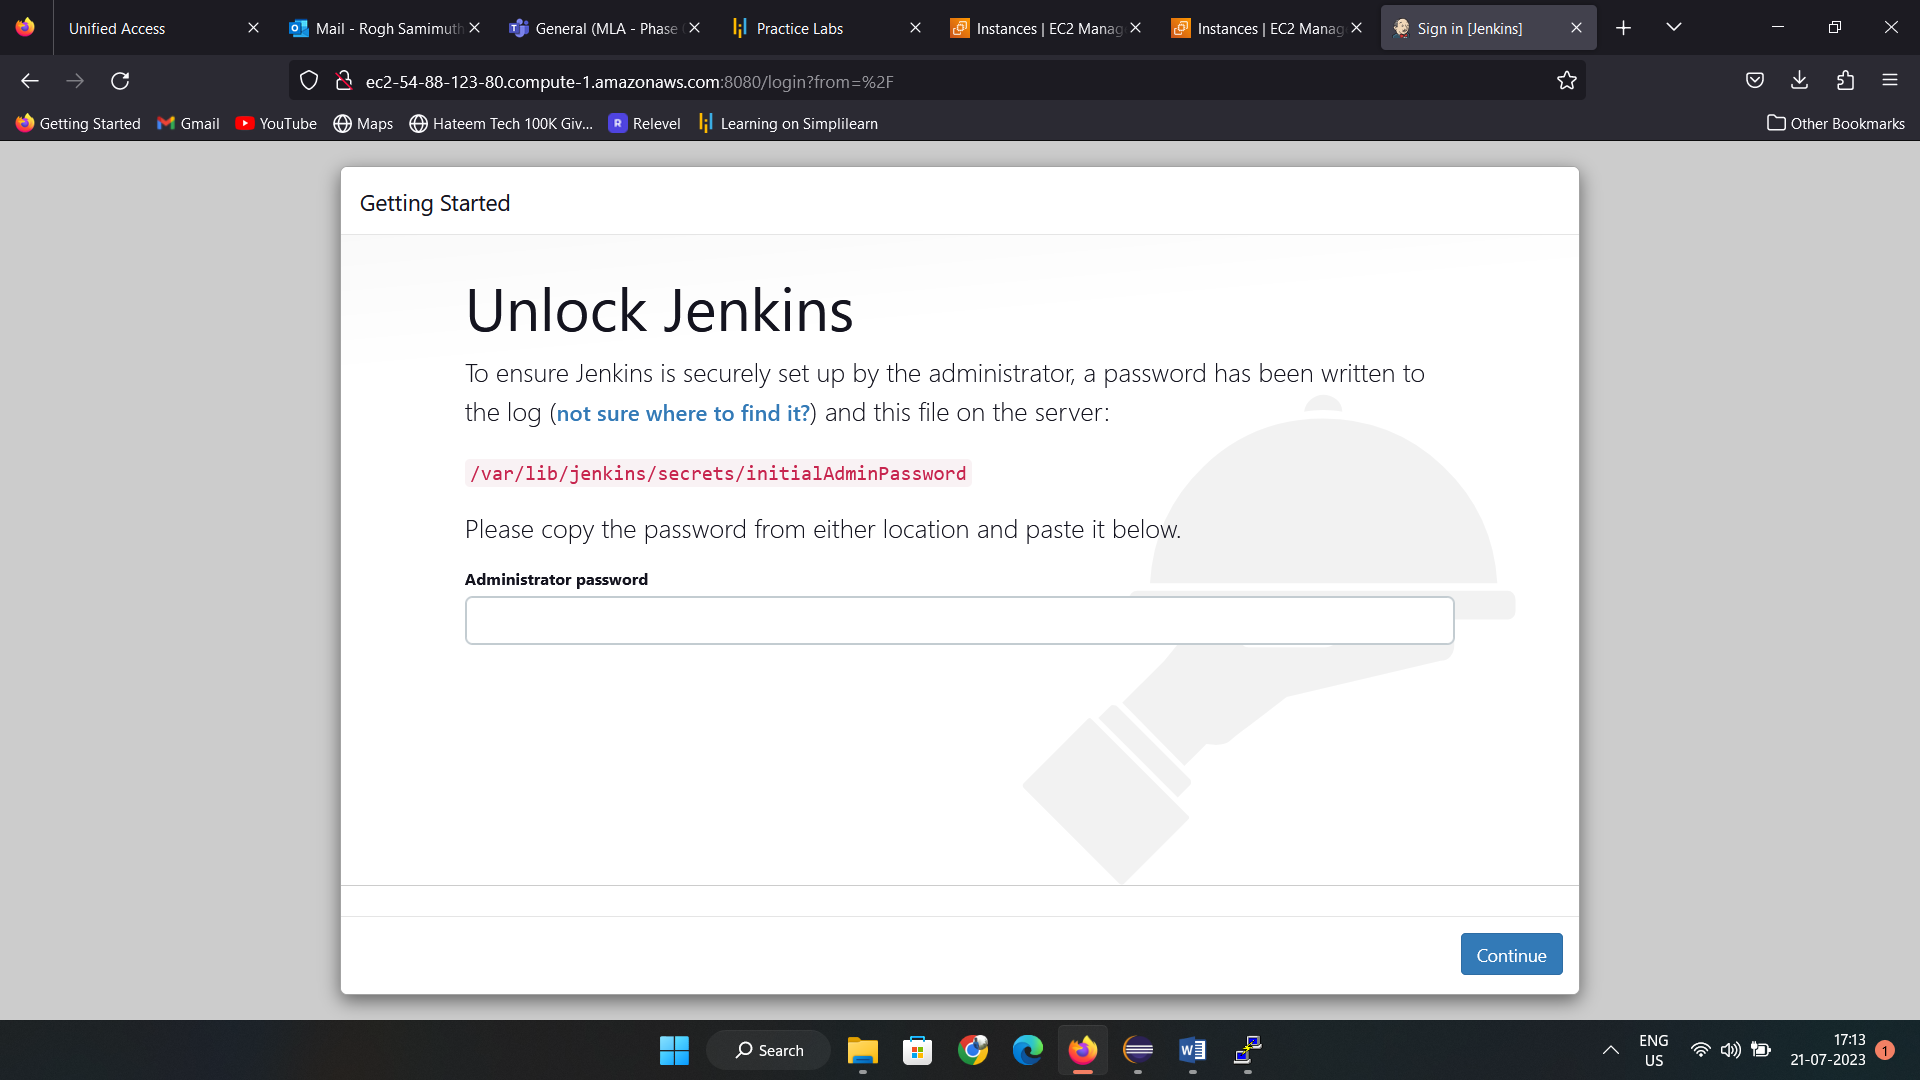 Unified Access
Mail - Rogh Samimuth
General (MLA - Phase
Practice Labs
Instances | EC2 Manag
Instances | EC2 Manag
Sign in [Jenkins]
ec2-54-88-123-80.compute-1.amazonaws.com:8080/login?from=%2F
Getting Started
Gmail
YouTube
Maps
Hateem Tech 100K Giv...
R Relevel
Learning on Simplilearn
Other Bookmarks
Getting Started
Unlock Jenkins
To ensure Jenkins is securely set up by the administrator, a password has been written to
the log (not sure where to find it?) and this file on the server:
/var/lib/jenkins/secrets/initialAdminPassword
Please copy the password from either location and paste it below.
Administrator password
Continue
Search
ENG
US
17:13
21-07-2023
1